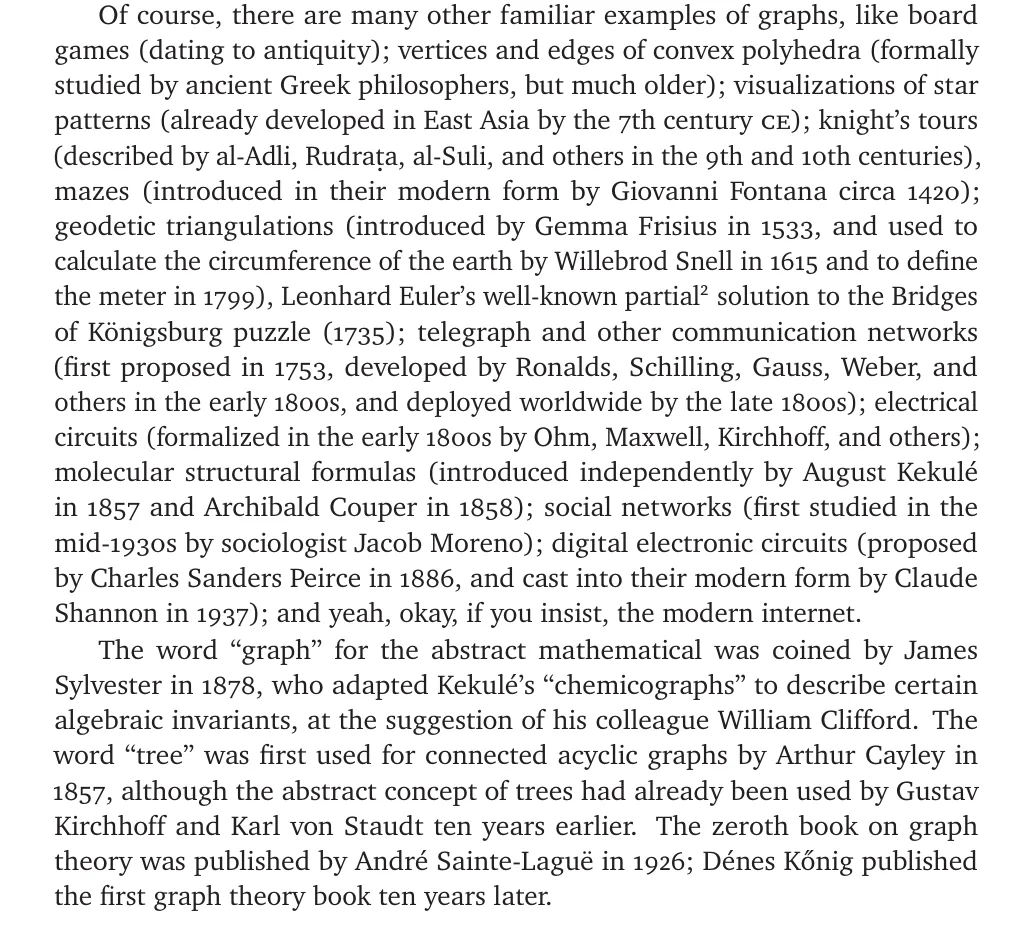 Of course, there are many other familiar examples of graphs, like board
games (dating to antiquity); vertices and edges of convex polyhedra (formally
studied by ancient Greek philosophers, but much older); visualizations of star
patterns (already developed in East Asia by the 7th century CE); knight’s tours
(described by al-Adli, Rudraṭa, al-Suli, and others in the 9th and 10th centuries),
mazes (introduced in their modern form by Giovanni Fontana circa 1420);
geodetic triangulations (introduced by Gemma Frisius in 1533, and used to
calculate the circumference of the earth by Willebrod Snell in 1615 and to define
the meter in 1799), Leonhard Euler’s well-known partial² solution to the Bridges
of Königsburg puzzle (1735); telegraph and other communication networks
(first proposed in 1753, developed by Ronalds, Schilling, Gauss, Weber, and
others in the early 1800s, and deployed worldwide by the late 1800s); electrical
circuits (formalized in the early 1800s by Ohm, Maxwell, Kirchhoff, and others);
molecular structural formulas (introduced independently by August Kekulé
in 1857 and Archibald Couper in 1858); social networks (first studied in the
mid-1930s by sociologist Jacob Moreno); digital electronic circuits (proposed
by Charles Sanders Peirce in 1886, and cast into their modern form by Claude
Shannon in 1937); and yeah, okay, if you insist, the modern internet.
The word “graph” for the abstract mathematical was coined by James
Sylvester in 1878, who adapted Kekulé’s “chemicographs” to describe certain
algebraic invariants, at the suggestion of his colleague William Clifford. The
word “tree” was first used for connected acyclic graphs by Arthur Cayley in
1857, although the abstract concept of trees had already been used by Gustav
Kirchhoff and Karl von Staudt ten years earlier. The zeroth book on graph
theory was published by André Sainte-Laguë in 1926; Dénes Kőnig published
the first graph theory book ten years later.